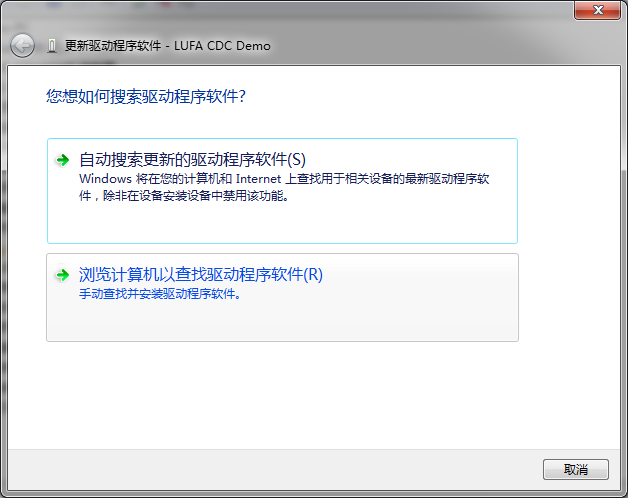 更新驱动程序软件 - LUFA CDC Demo
您想如何搜索驱动程序软件?
自动搜索更新的驱动程序软件(S)
Windows 将在您的计算机和 Internet 上查找用于相关设备的最新驱动程序软
件，除非在设备安装设置中禁用该功能。
浏览计算机以查找驱动程序软件(R)
手动查找并安装驱动程序软件。
取消